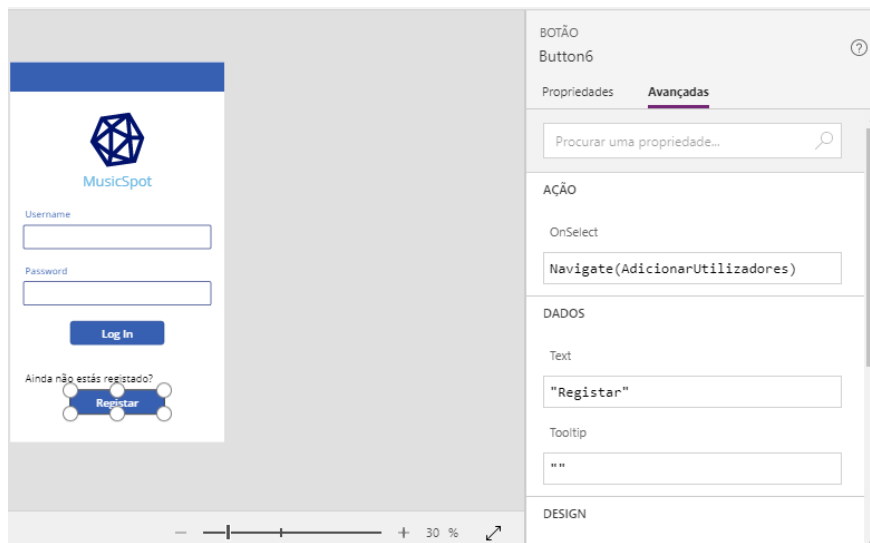 MusicSpot
Username
Password
Log In
Ainda não estás registado?
Registar
30 %
BOTÃO
Button6
Propriedades Avançadas
Procurar uma propriedade...
AÇÃO
OnSelect
Navigate(AdicionarUtilizadores)
DADOS
Text
"Registar"
Tooltip
""
DESIGN